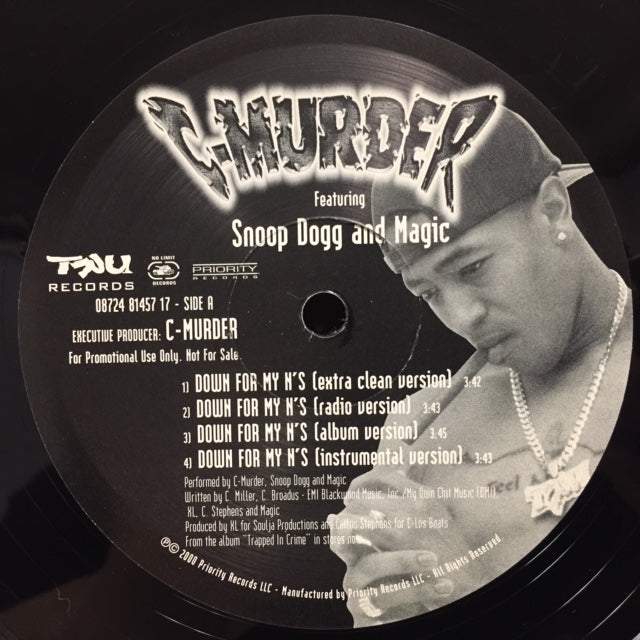 C-MURDER
Featuring
Snoop Dogg and Magic
TRU
RECORDS
NO LIMIT
RECORDS
PRIORITY
RECORDS
08724 81457 17 - SIDE A
EXECUTIVE PRODUCER: C-MURDER
For Promotional Use Only. Not For Sale.
1) DOWN FOR MY N'S (extra clean version) 3:42
2) DOWN FOR MY N'S (radio version) 3:43
3) DOWN FOR MY N'S (album version) 3:45
4) DOWN FOR MY N'S (instrumental version) 3:43
Performed by C-Murder, Snoop Dogg and Magic
Written by C. Miller, C. Broadus - EMI Blackwood Music, Inc./My Own Chit Music (BMI),
KL, C. Stephens and Magic
Produced by KL for Soulja Productions and Carlos Stephens for C-Los Beats
From the album "Trapped In Crime" in stores now
℗© 2000 Priority Records LLC - Manufactured by Priority Records LLC - All Rights Reserved.